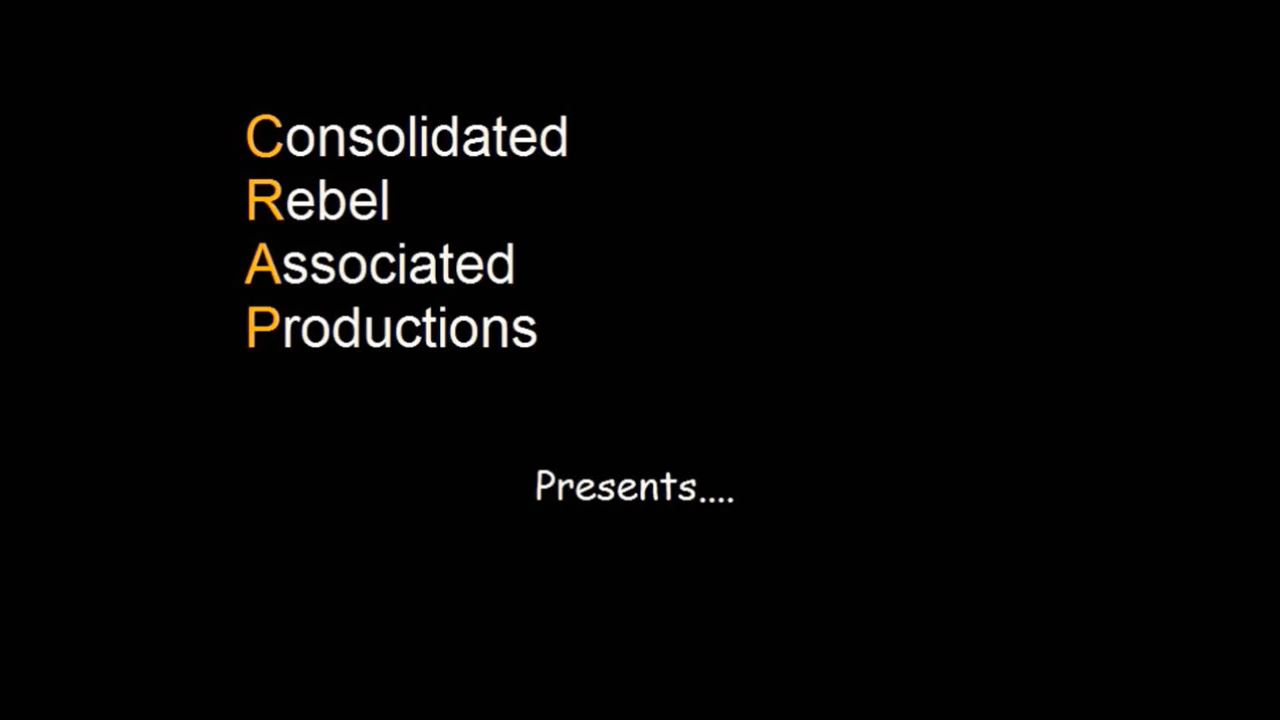 Consolidated
Rebel
Associated
Productions
Presents....